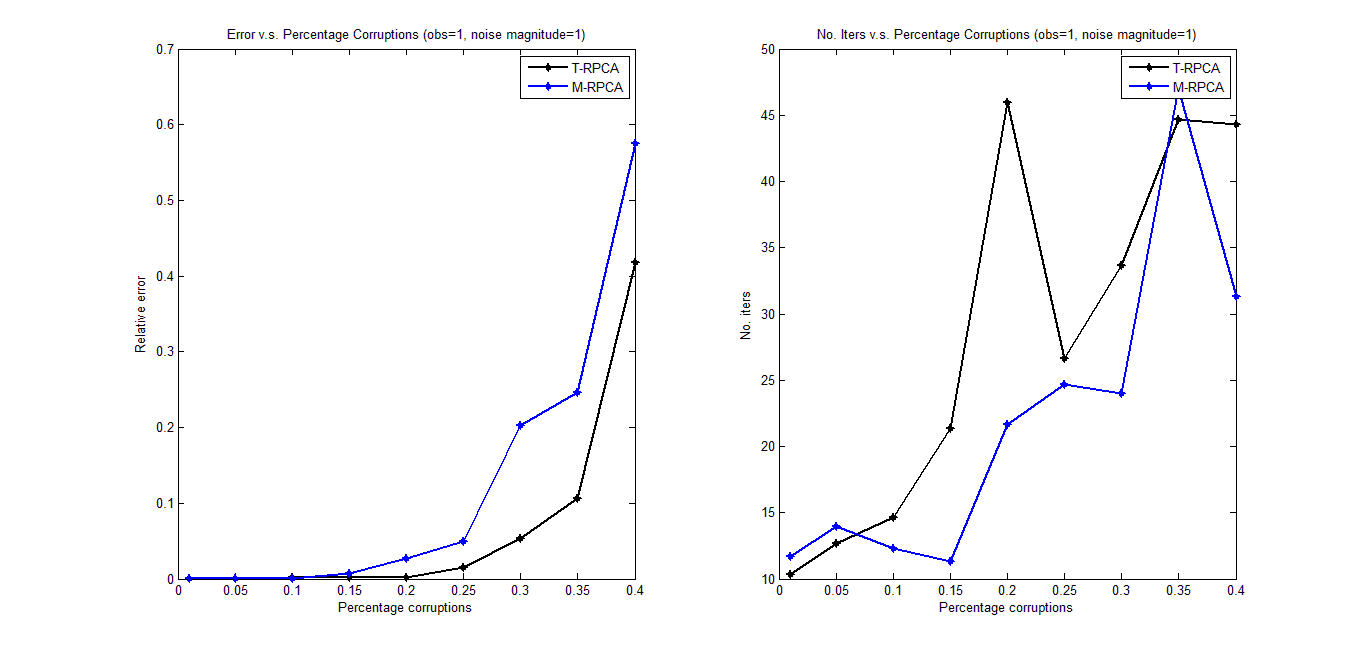 Error v.s. Percentage Corruptions (obs=1, noise magnitude=1)
T-RPCA
M-RPCA
0.7
0.6
0.5
0.4
0.3
0.2
0.1
0
Relative error
0 0.05 0.1 0.15 0.2 0.25 0.3 0.35 0.4
Percentage corruptions
No. Iters v.s. Percentage Corruptions (obs=1, noise magnitude=1)
T-RPCA
M-RPCA
50
45
40
35
30
25
20
15
10
No. iters
0 0.05 0.1 0.15 0.2 0.25 0.3 0.35 0.4
Percentage corruptions